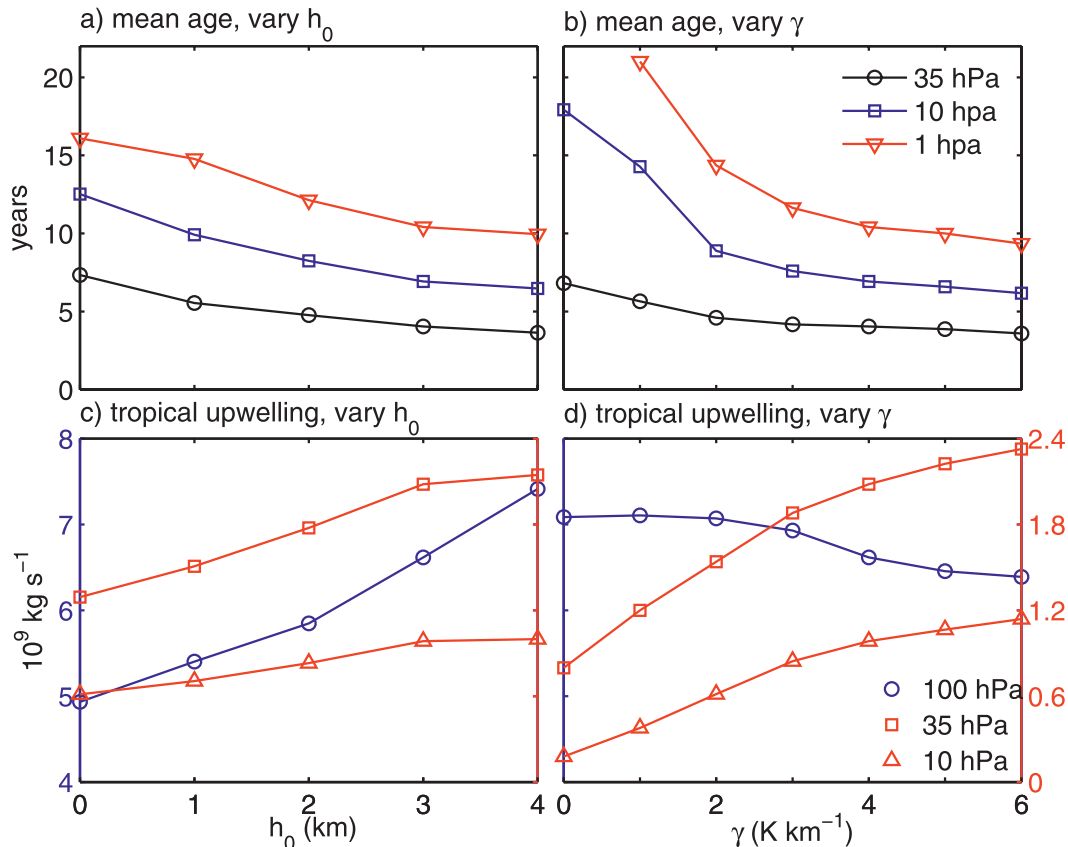 a) mean age, vary h0
b) mean age, vary γ
20
15
10
5
0
years
35 hPa
10 hpa
1 hpa
c) tropical upwelling, vary h0
d) tropical upwelling, vary γ
8
7
6
5
4
10^9 kg s^−1
2.4
1.8
1.2
0.6
0
100 hPa
35 hPa
10 hPa
0 1 2 3 4
0 2 4 6
h0 (km)
γ (K km^−1)